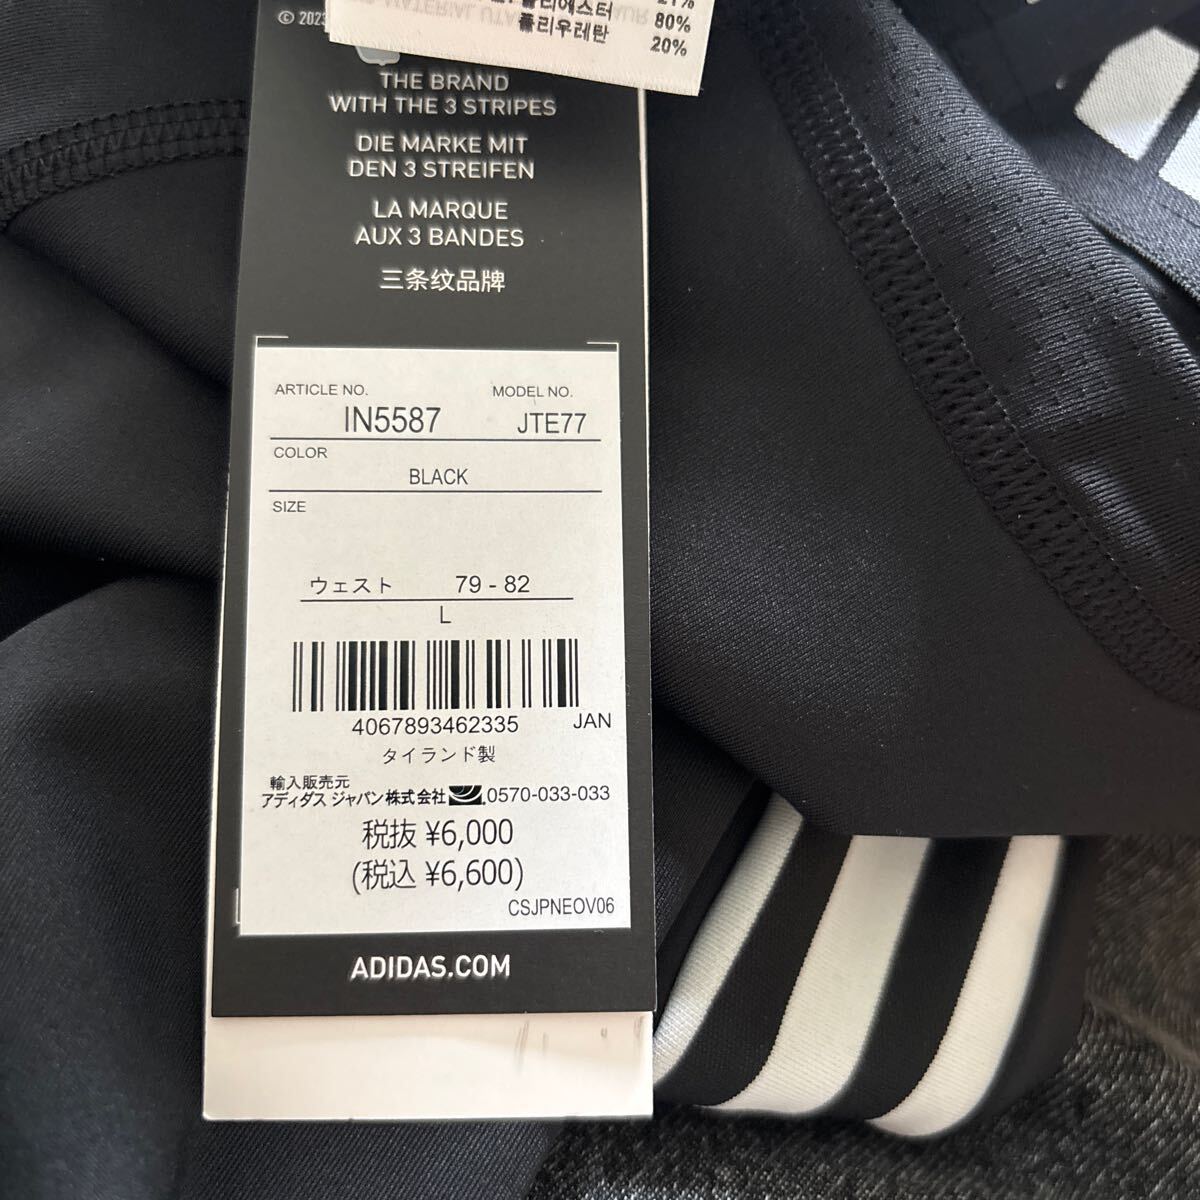 폴리에스터 80%
폴리우레탄 20%
© 2023
THE BRAND
WITH THE 3 STRIPES
DIE MARKE MIT
DEN 3 STREIFEN
LA MARQUE
AUX 3 BANDES
三条纹品牌
ARTICLE NO. MODEL NO.
IN5587 JTE77
COLOR
BLACK
SIZE
ウェスト 79 - 82
L
4067893462335 JAN
タイランド製
輸入販売元
アディダス ジャパン株式会社 0570-033-033
税抜 ¥6,000
(税込 ¥6,600)
CSJPNEOV06
ADIDAS.COM